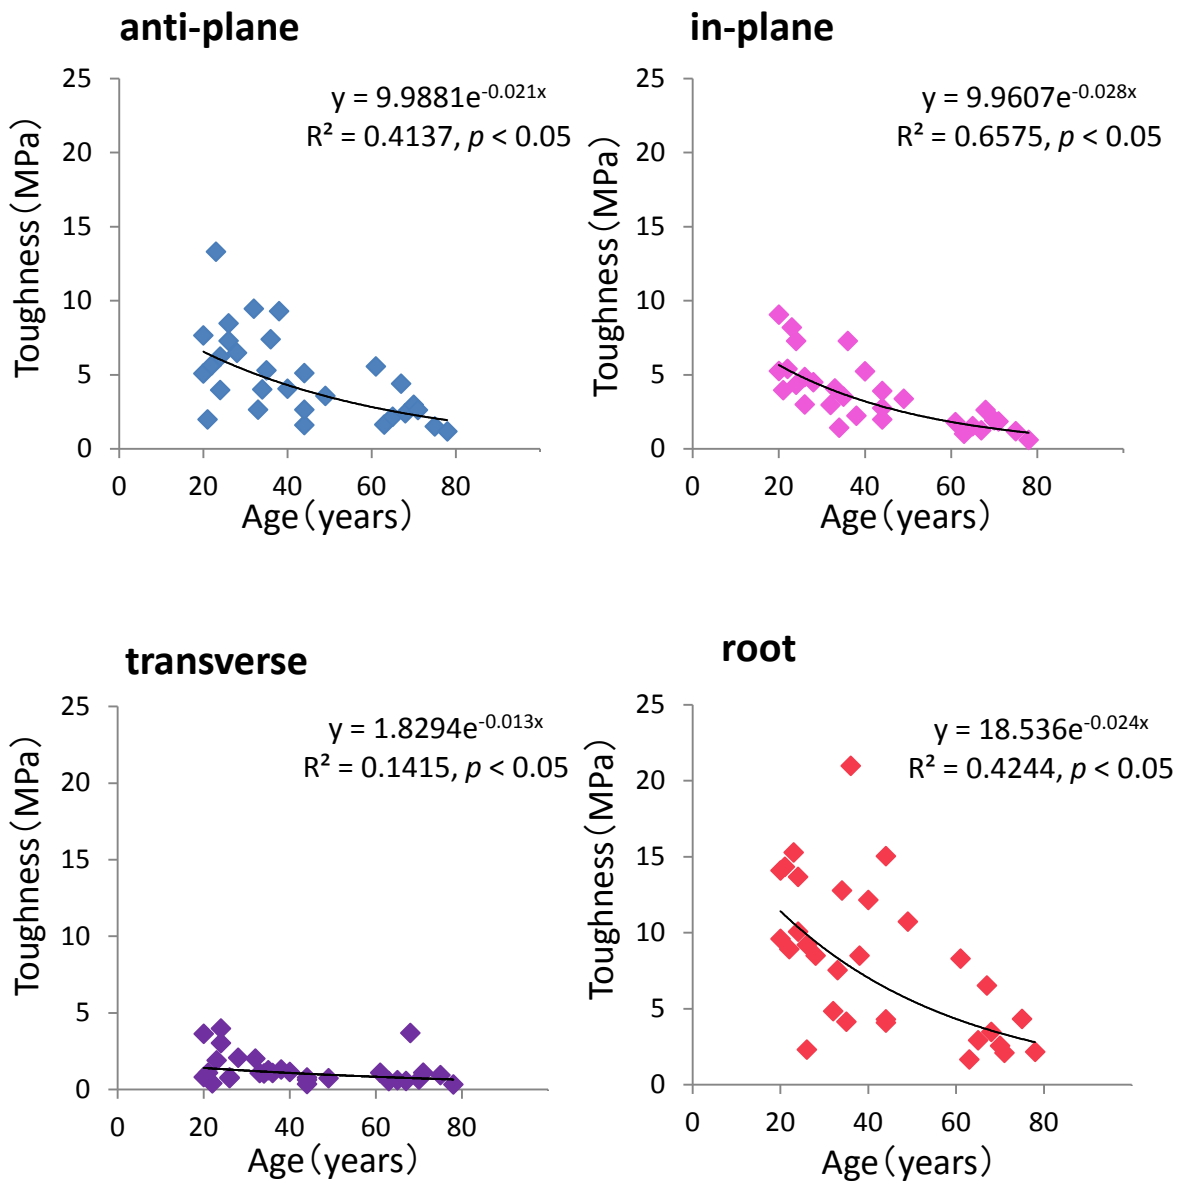 anti-plane
y = 9.9881e^-0.021x
R² = 0.4137, p < 0.05
Toughness（MPa）
25
20
15
10
5
0
0 20 40 60 80
Age（years）
in-plane
y = 9.9607e^-0.028x
R² = 0.6575, p < 0.05
Toughness（MPa）
25
20
15
10
5
0
0 20 40 60 80
Age（years）
transverse
y = 1.8294e^-0.013x
R² = 0.1415, p < 0.05
Toughness（MPa）
25
20
15
10
5
0
0 20 40 60 80
Age（years）
root
y = 18.536e^-0.024x
R² = 0.4244, p < 0.05
Toughness（MPa）
25
20
15
10
5
0
0 20 40 60 80
Age（years）